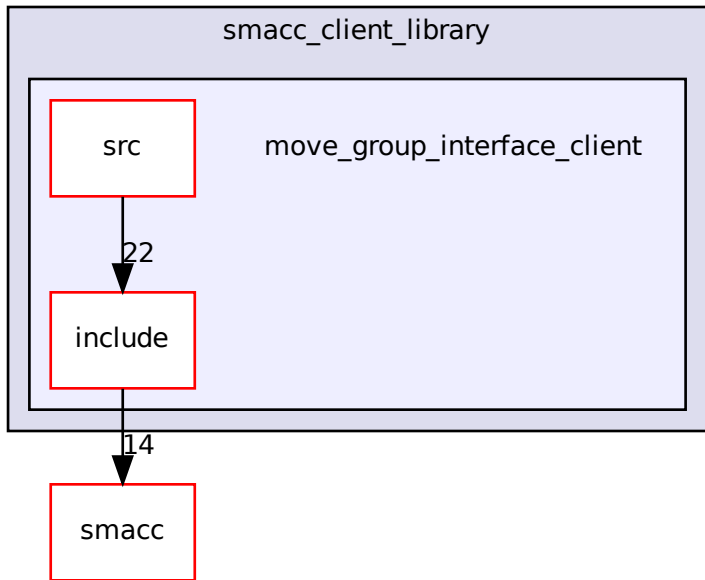 smacc_client_library
src
move_group_interface_client
22
include
14
smacc